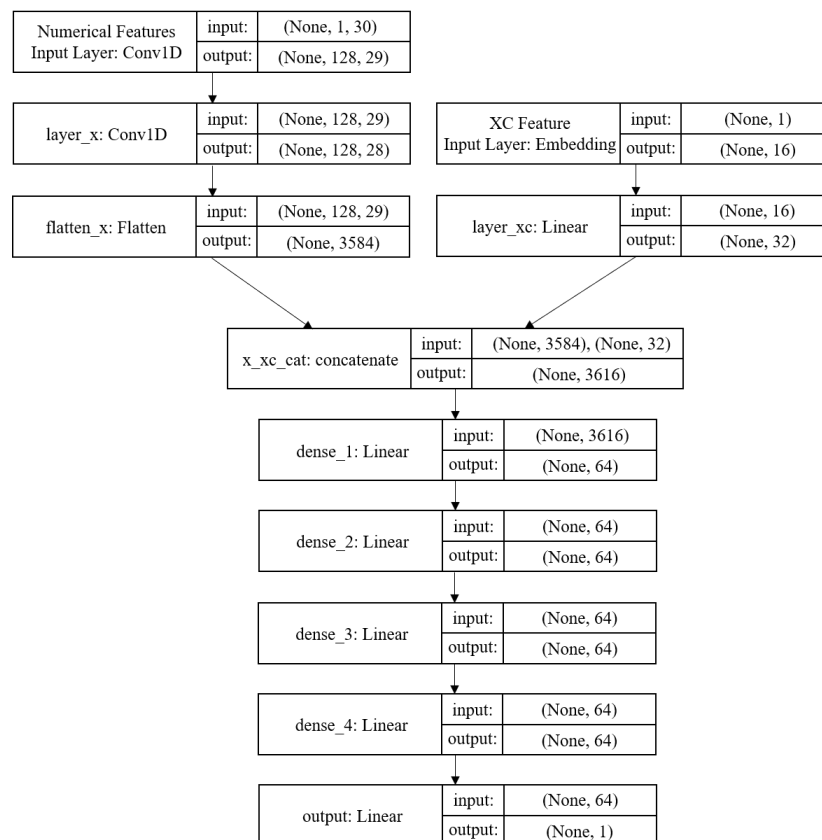 Numerical Features
Input Layer: Conv1D
input:
(None, 1, 30)
output:
(None, 128, 29)
layer_x: Conv1D
input:
(None, 128, 29)
output:
(None, 128, 28)
XC Feature
Input Layer: Embedding
input:
(None, 1)
output:
(None, 16)
flatten_x: Flatten
input:
(None, 128, 29)
output:
(None, 3584)
layer_xc: Linear
input:
(None, 16)
output:
(None, 32)
x_xc_cat: concatenate
input:
(None, 3584), (None, 32)
output:
(None, 3616)
dense_1: Linear
input:
(None, 3616)
output:
(None, 64)
dense_2: Linear
input:
(None, 64)
output:
(None, 64)
dense_3: Linear
input:
(None, 64)
output:
(None, 64)
dense_4: Linear
input:
(None, 64)
output:
(None, 64)
output: Linear
input:
(None, 64)
output:
(None, 1)